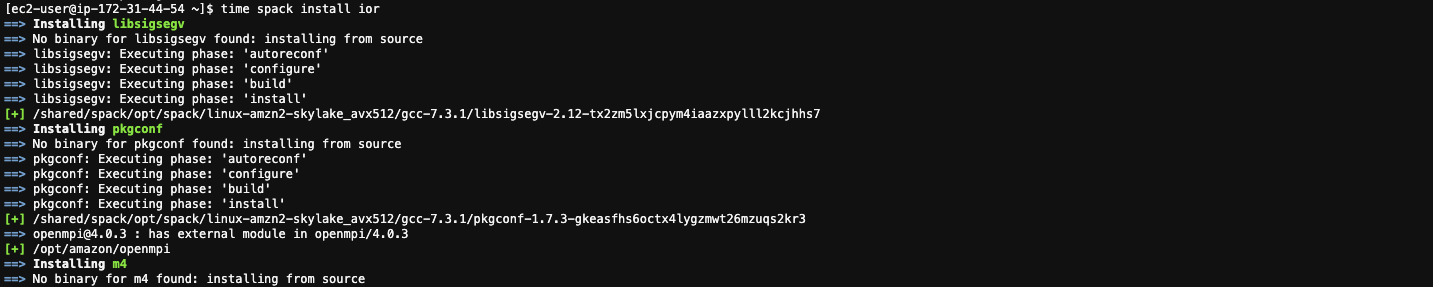 [ec2-user@ip-172-31-44-54 ~]$ time spack install ior
==> Installing libsigsegv
==> No binary for libsigsegv found: installing from source
==> libsigsegv: Executing phase: 'autoreconf'
==> libsigsegv: Executing phase: 'configure'
==> libsigsegv: Executing phase: 'build'
==> libsigsegv: Executing phase: 'install'
[+] /shared/spack/opt/spack/linux-amzn2-skylake_avx512/gcc-7.3.1/libsigsegv-2.12-tx2zm5lxjcpym4iaazxpylll2kcjhhs7
==> Installing pkgconf
==> No binary for pkgconf found: installing from source
==> pkgconf: Executing phase: 'autoreconf'
==> pkgconf: Executing phase: 'configure'
==> pkgconf: Executing phase: 'build'
==> pkgconf: Executing phase: 'install'
[+] /shared/spack/opt/spack/linux-amzn2-skylake_avx512/gcc-7.3.1/pkgconf-1.7.3-gkeasfhs6octx4lygzmwt26mzuqs2kr3
==> openmpi@4.0.3 : has external module in openmpi/4.0.3
[+] /opt/amazon/openmpi
==> Installing m4
==> No binary for m4 found: installing from source